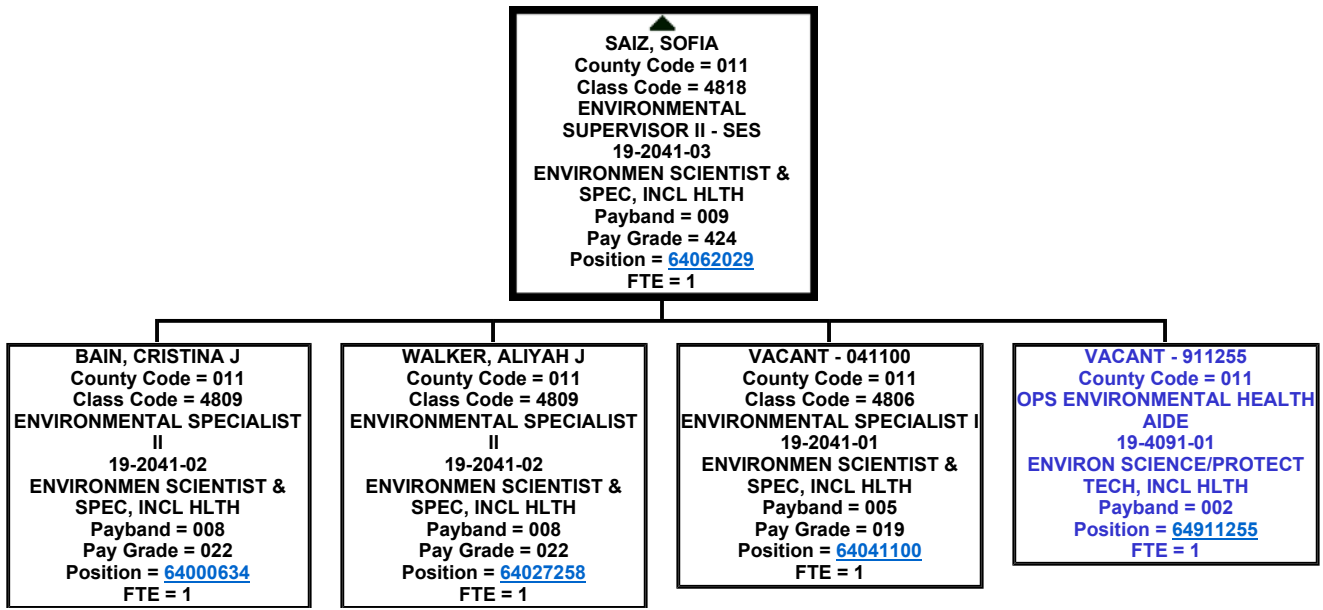 SAIZ, SOFIA
County Code = 011
Class Code = 4818
ENVIRONMENTAL
SUPERVISOR II - SES
19-2041-03
ENVIRONMEN SCIENTIST &
SPEC, INCL HLTH
Payband = 009
Pay Grade = 424
Position = 64062029
FTE = 1
BAIN, CRISTINA J
County Code = 011
Class Code = 4809
ENVIRONMENTAL SPECIALIST
II
19-2041-02
ENVIRONMEN SCIENTIST &
SPEC, INCL HLTH
Payband = 008
Pay Grade = 022
Position = 64000634
FTE = 1
WALKER, ALIYAH J
County Code = 011
Class Code = 4809
ENVIRONMENTAL SPECIALIST
II
19-2041-02
ENVIRONMEN SCIENTIST &
SPEC, INCL HLTH
Payband = 008
Pay Grade = 022
Position = 64027258
FTE = 1
VACANT - 041100
County Code = 011
Class Code = 4806
ENVIRONMENTAL SPECIALIST I
19-2041-01
ENVIRONMEN SCIENTIST &
SPEC, INCL HLTH
Payband = 005
Pay Grade = 019
Position = 64041100
FTE = 1
VACANT - 911255
County Code = 011
OPS ENVIRONMENTAL HEALTH
AIDE
19-4091-01
ENVIRON SCIENCE/PROTECT
TECH, INCL HLTH
Payband = 002
Position = 64911255
FTE = 1